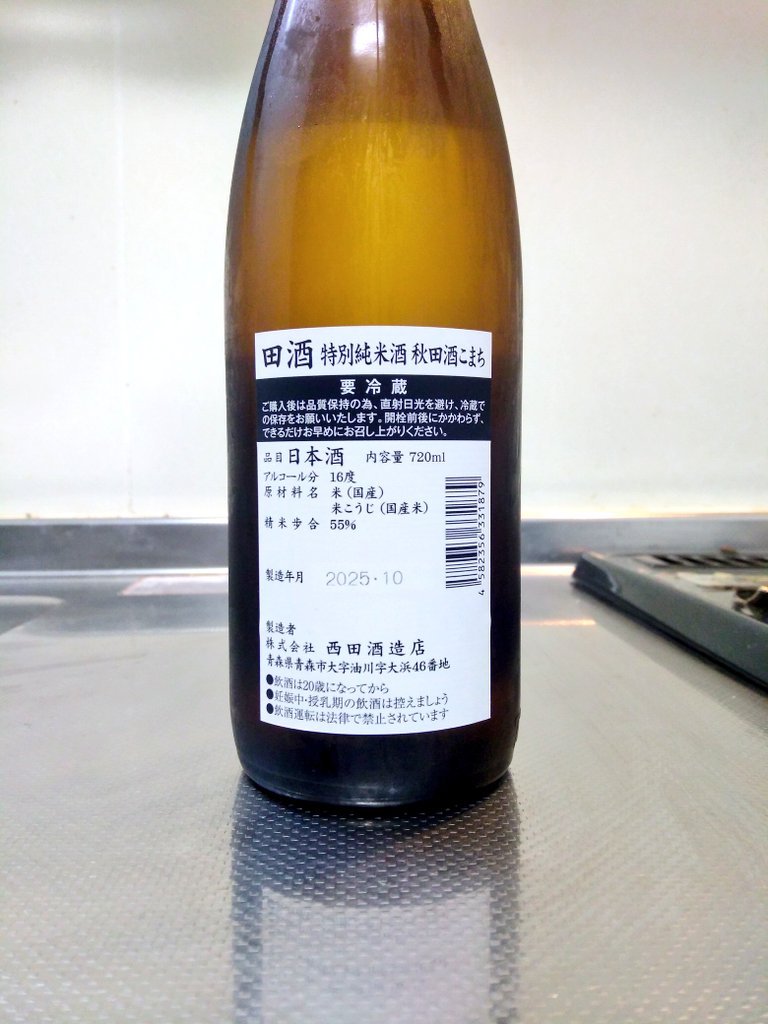 田酒 特別純米酒 秋田酒こまち
要冷蔵
ご購入後は品質保持の為、直射日光を避け、冷蔵で
の保存をお願いいたします。開栓前後にかかわらず、
できるだけお早めにお召し上がりください。
品目 日本酒 内容量 720ml
アルコール分 16度
原材料名 米（国産）
米こうじ（国産米）
精米歩合 55%
4 582356 331879
製造年月 2025・10
製造者
株式会社 西田酒造店
青森県青森市大字油川字大浜46番地
●飲酒は20歳になってから
●妊娠中・授乳期の飲酒は控えましょう
●飲酒運転は法律で禁止されています